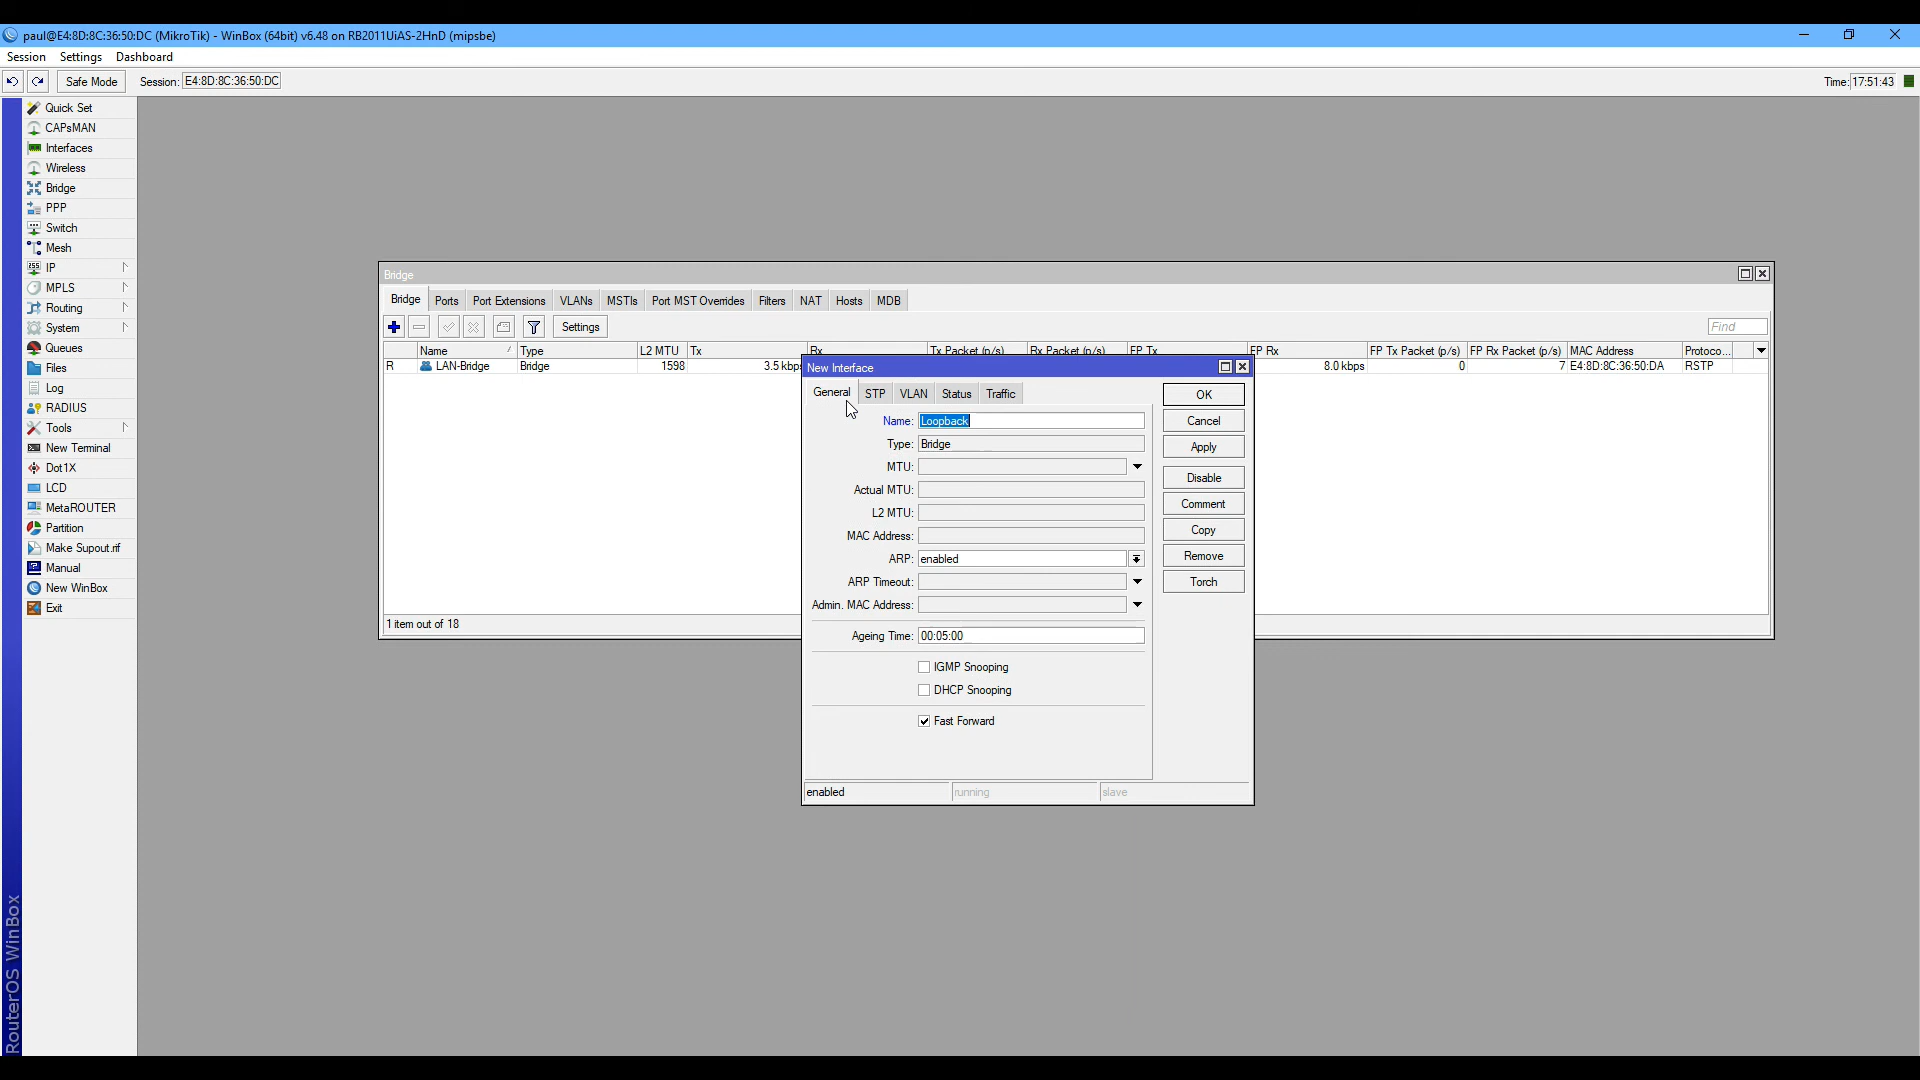 paul@E4:8D:8C:36:50:DC (MikroTik) - WinBox (64bit) v6.48 on RB2011UiAS-2HnD (mipsbe)
Session Settings Dashboard
Safe Mode Session: E4:8D:8C:36:50:DC Time: 17:51:43
Quick Set
CAPsMAN
Interfaces
Wireless
Bridge
PPP
Switch
Mesh
IP
MPLS
Routing
System
Queues
Files
Log
RADIUS
Tools
New Terminal
Dot1X
LCD
MetaROUTER
Partition
Make Supout.rif
Manual
New WinBox
Exit
RouterOS WinBox
Bridge
Bridge Ports Port Extensions VLANs MSTIs Port MST Overrides Filters NAT Hosts MDB
Settings Find
Name Type L2 MTU Tx Rx Tx Packet (p/s) Rx Packet (p/s) FP Tx FP Rx FP Tx Packet (p/s) FP Rx Packet (p/s) MAC Address Protoco...
R LAN-Bridge Bridge 1598 3.5 kbps 8.0 kbps 0 7 E4:8D:8C:36:50:DA RSTP
1 item out of 18
New Interface
General STP VLAN Status Traffic
Name: Loopback
Type: Bridge
MTU:
Actual MTU:
L2 MTU:
MAC Address:
ARP: enabled
ARP Timeout:
Admin. MAC Address:
Ageing Time: 00:05:00
IGMP Snooping
DHCP Snooping
Fast Forward
OK
Cancel
Apply
Disable
Comment
Copy
Remove
Torch
enabled running slave